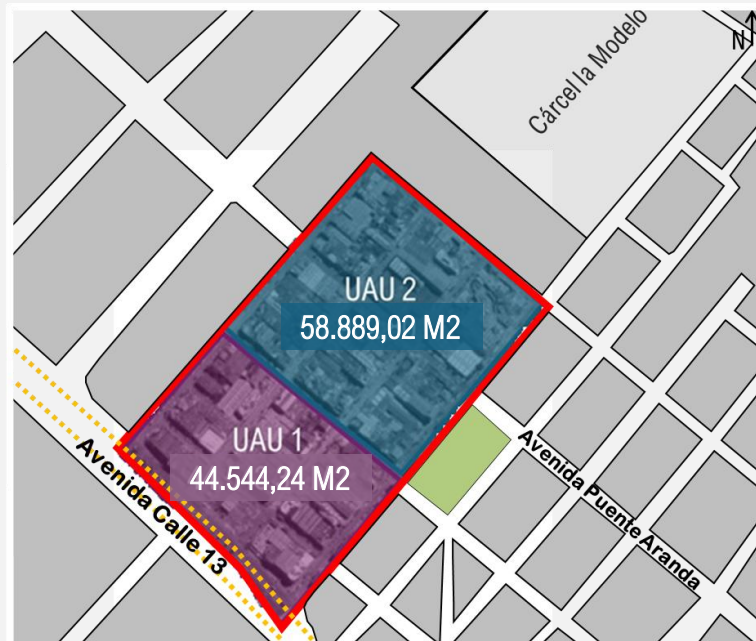 N
Cárcel la Modelo
UAU 2
58.889,02 M2
UAU 1
44.544,24 M2
Avenida Calle 13
Avenida Puente Aranda